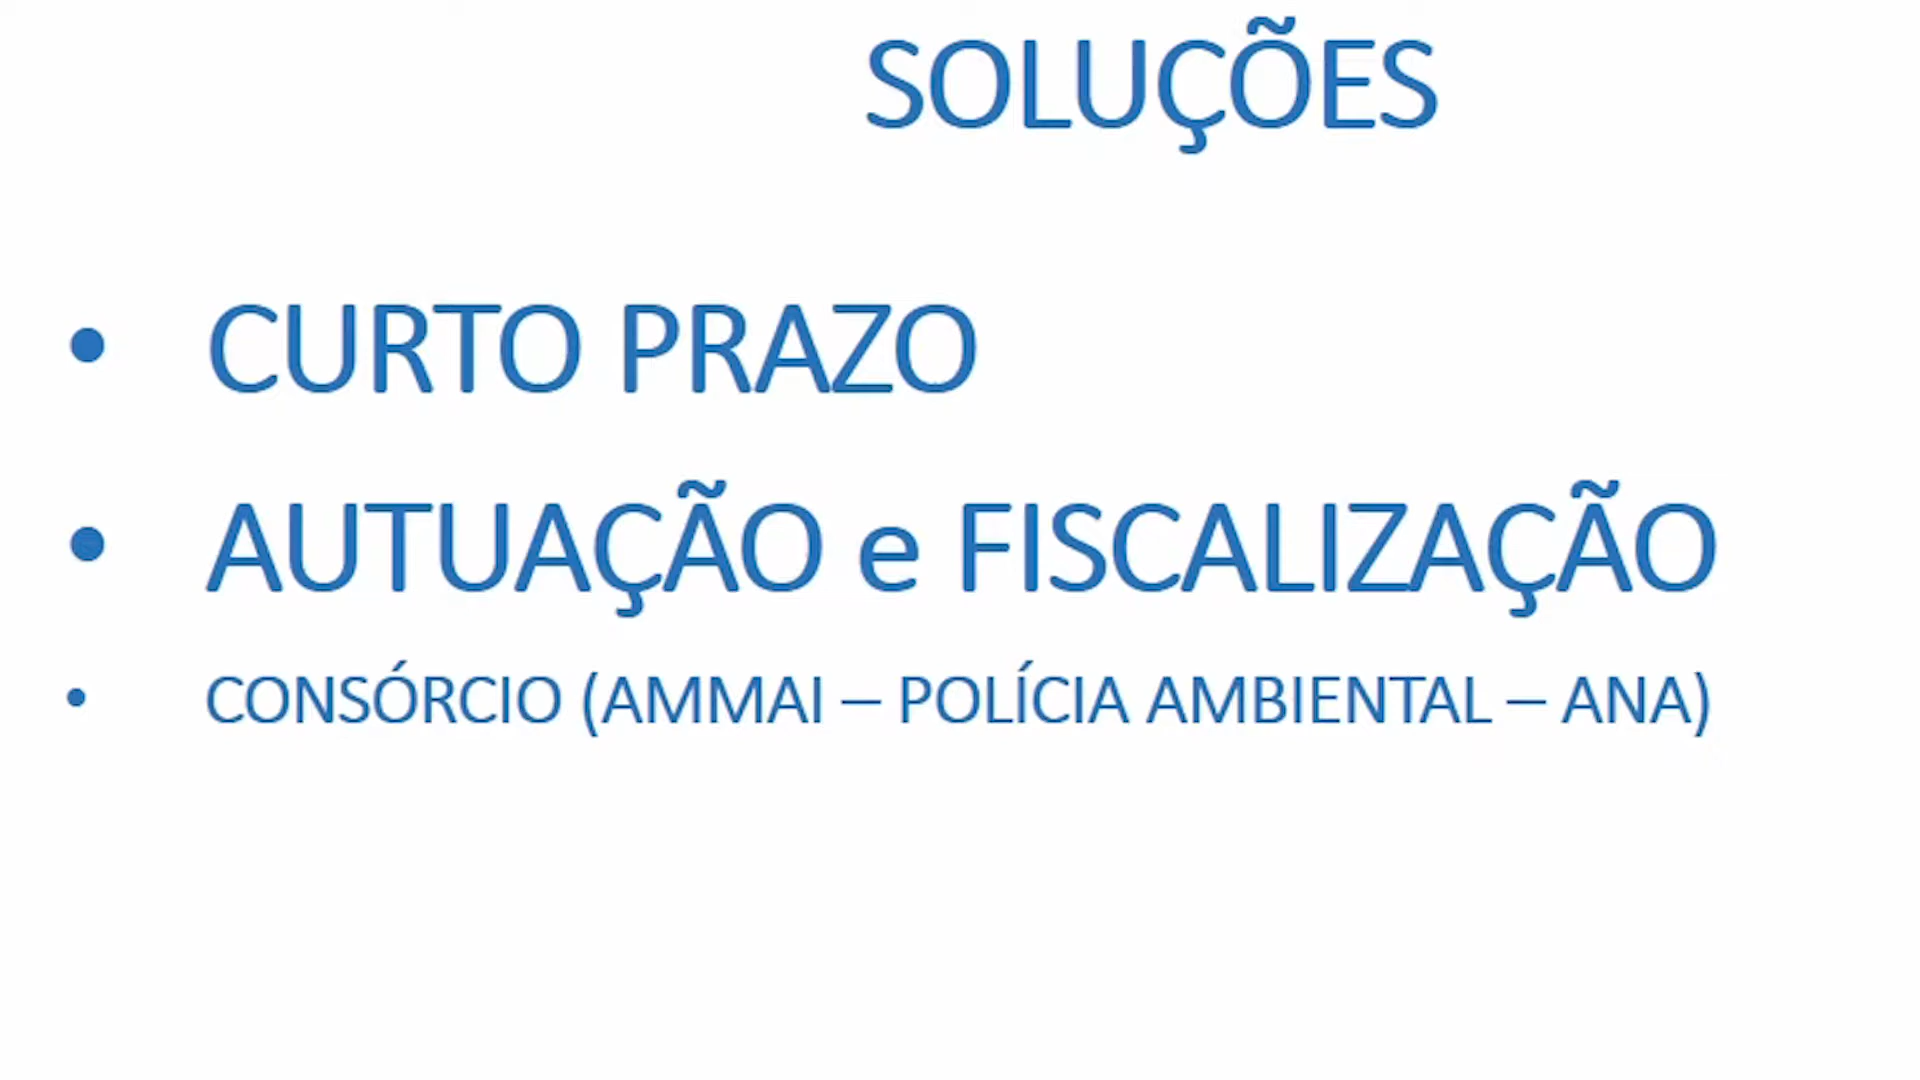 SOLUÇÕES
• CURTO PRAZO
• AUTUAÇÃO e FISCALIZAÇÃO
• CONSÓRCIO (AMMAI – POLÍCIA AMBIENTAL – ANA)